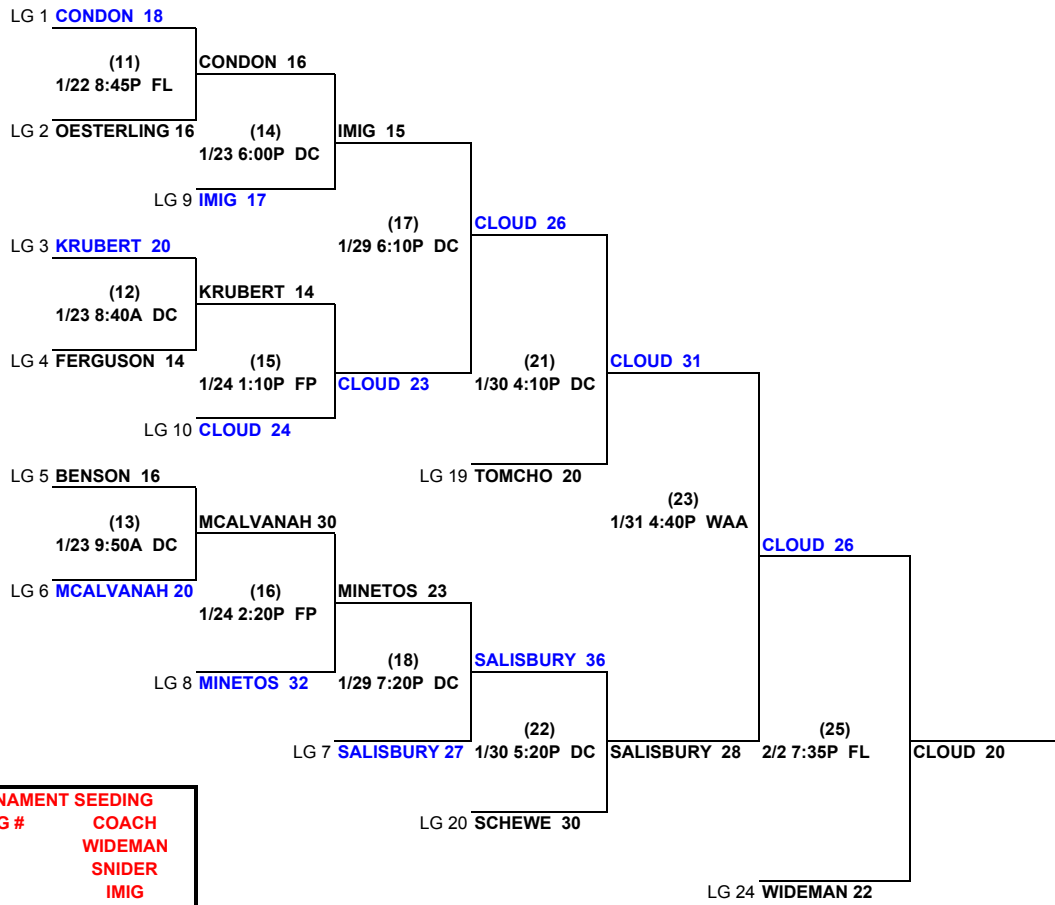 LG 1 CONDON 18
(11) CONDON 16
1/22 8:45P FL
LG 2 OESTERLING 16 (14) IMIG 15
1/23 6:00P DC
LG 9 IMIG 17
(17) CLOUD 26
LG 3 KRUBERT 20 1/29 6:10P DC
(12) KRUBERT 14
1/23 8:40A DC
LG 4 FERGUSON 14 (15) (21) CLOUD 31
1/24 1:10P FP CLOUD 23 1/30 4:10P DC
LG 10 CLOUD 24
LG 5 BENSON 16 LG 19 TOMCHO 20
(23)
(13) MCALVANAH 30 1/31 4:40P WAA
1/23 9:50A DC CLOUD 26
LG 6 MCALVANAH 20 (16) MINETOS 23
1/24 2:20P FP
(18) SALISBURY 36
LG 8 MINETOS 32 1/29 7:20P DC
(22) (25)
LG 7 SALISBURY 27 1/30 5:20P DC SALISBURY 28 2/2 7:35P FL CLOUD 20
NAMENT SEEDING
G # COACH LG 20 SCHEWE 30
WIDEMAN
SNIDER
IMIG LG 24 WIDEMAN 22